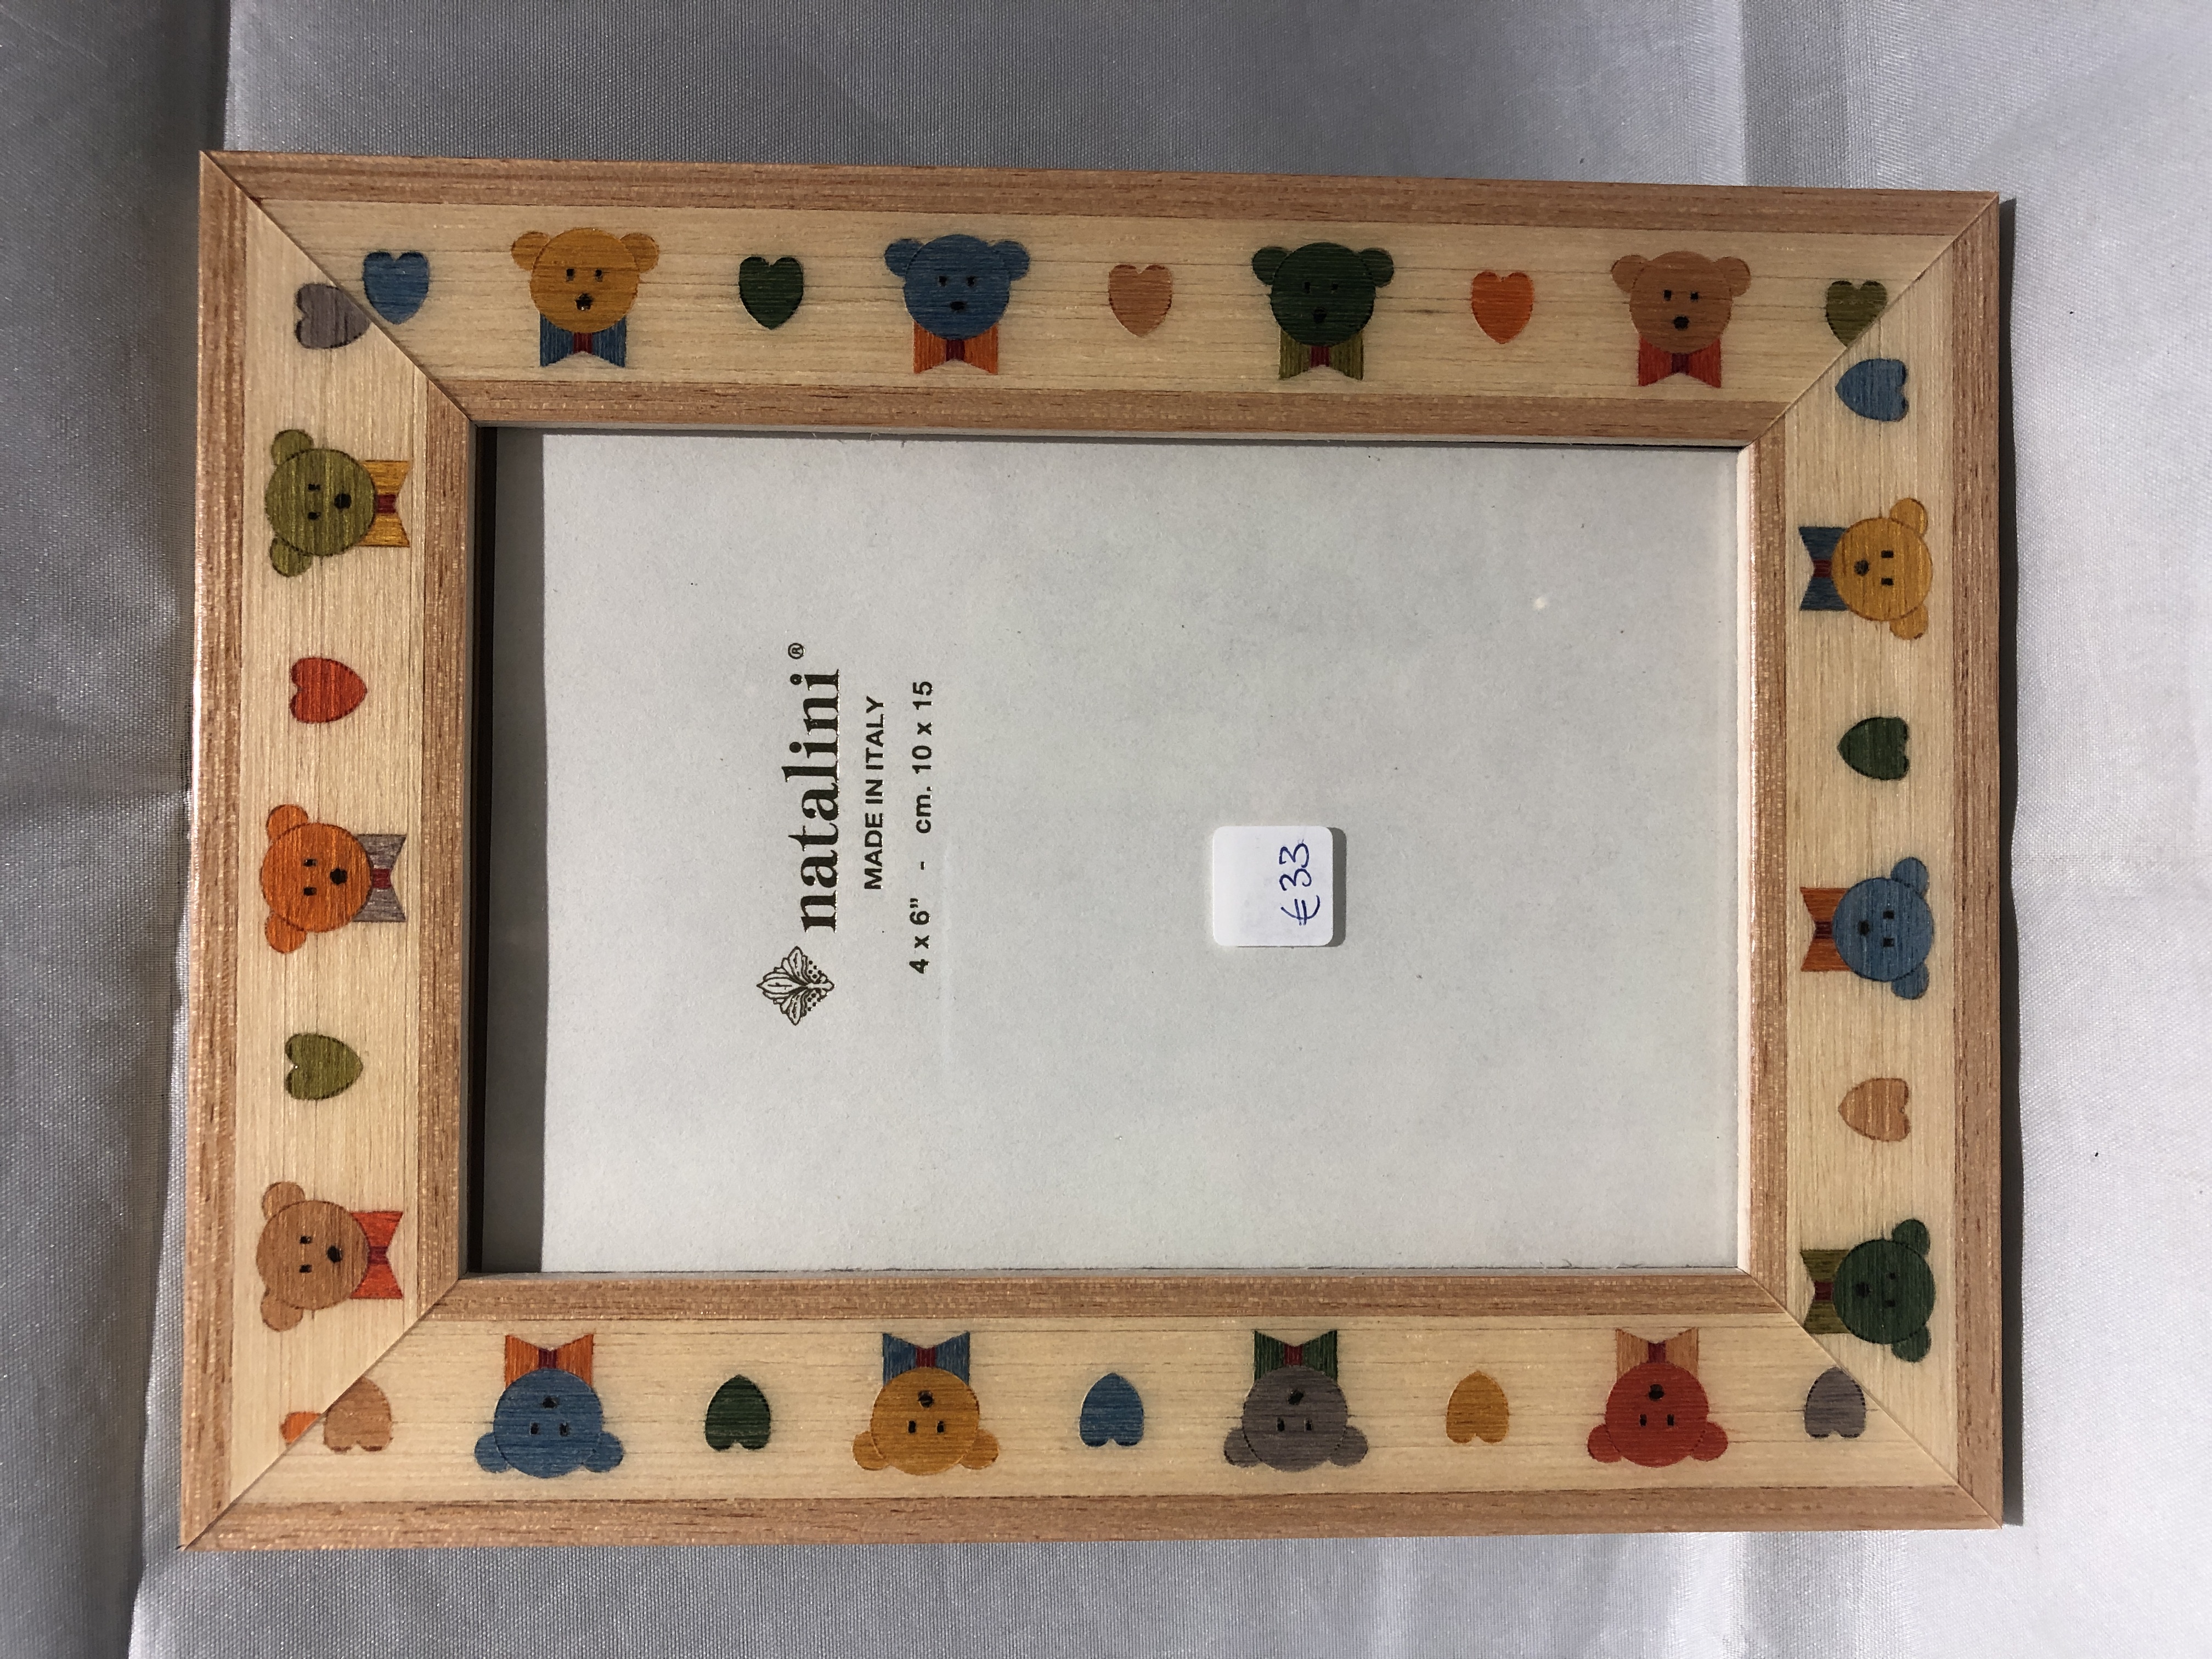 natalini®
MADE IN ITALY
4 x 6” - cm. 10 x 15
€33